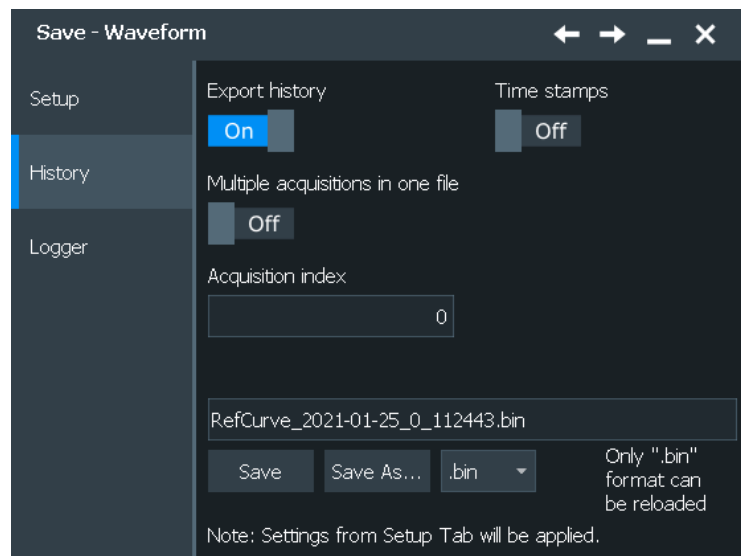 Save - Waveform
Setup
History
Logger
Export history
Time stamps
On
Off
Multiple acquisitions in one file
Off
Acquisition index
0
RefCurve_2021-01-25_0_112443.bin
Save
Save As...
.bin
Only ".bin"
format can
be reloaded
Note: Settings from Setup Tab will be applied.